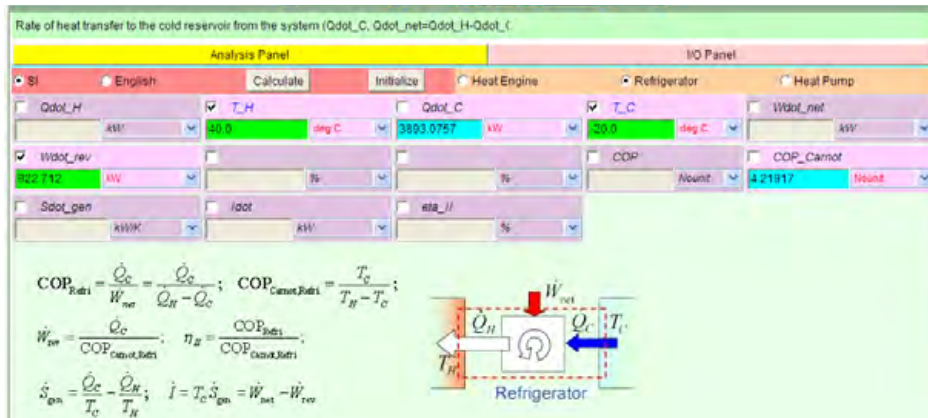 Rate of heat transfer to the cold reservoir from the system (Qdot_C, Qdot_net=Qdot_H-Qdot_C
Analysis Panel I/O Panel
SI English Calculate Initialize Heat Engine Refrigerator Heat Pump
Qdot_H T_H Qdot_C T_C Wdot_net
kW 40.0 deg C 3893.0757 kW -20.0 deg C kW
Wdot_rev COP COP_Carnot
922.712 kW % % Nounit 4.21917 Nounit
Sdot_gen Idot eta_II
kW/K kW %
COP_Refri = Q̇_C / Ẇ_net = Q̇_C / (Q̇_H − Q̇_C); COP_Carnot,Refri = T_C / (T_H − T_C);
Ẇ_rev = Q̇_C / COP_Carnot,Refri; η_II = COP_Refri / COP_Carnot,Refri;
Ṡ_gen = Q̇_C / T_C − Q̇_H / T_H; İ = T_C Ṡ_gen = Ẇ_net − Ẇ_rev
Ẇ_net
Q̇_H Q̇_C T_C
T_H
Refrigerator